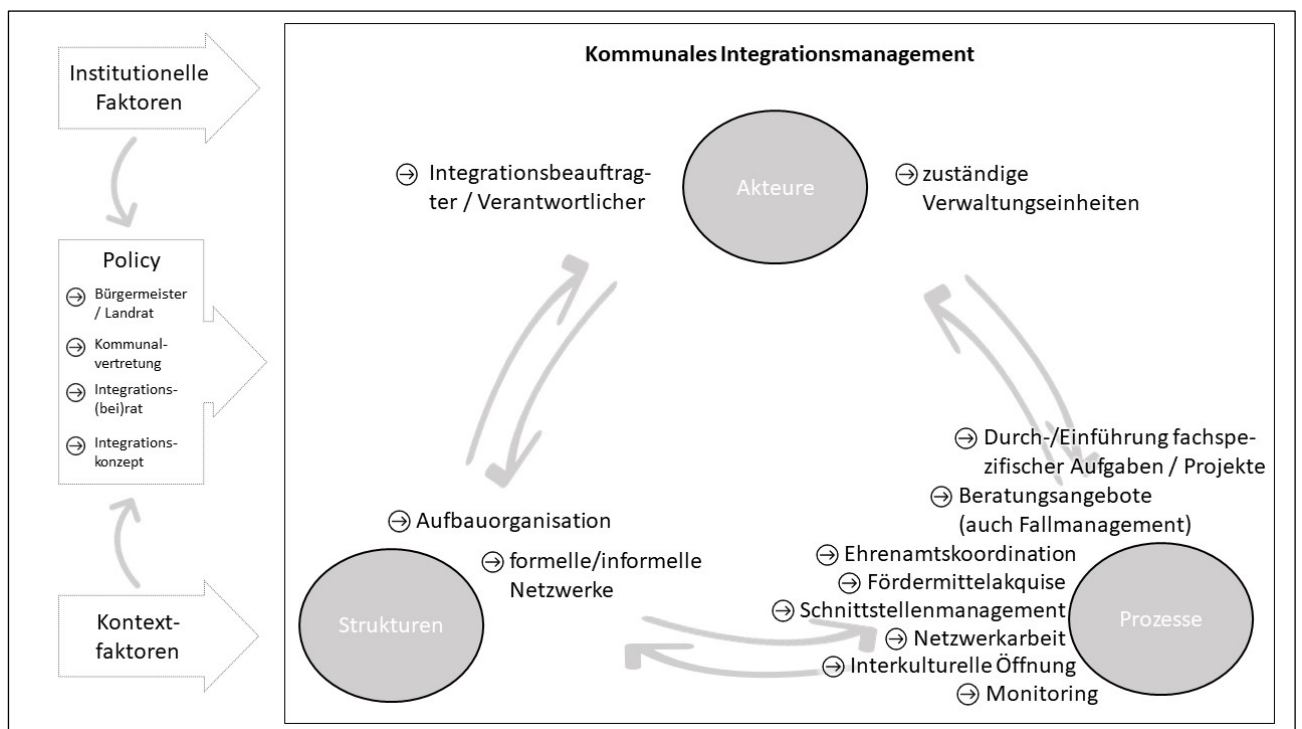 Institutionelle
Faktoren
Policy
Bürgermeister
/ Landrat
Kommunal-
vertretung
Integrations-
(bei)rat
Integrations-
konzept
Kontext-
faktoren
Kommunales Integrationsmanagement
Integrationsbeauftrag-
ter / Verantwortlicher
Akteure
zuständige
Verwaltungseinheiten
Aufbauorganisation
formelle/informelle
Netzwerke
Strukturen
Durch-/Einführung fachspe-
zifischer Aufgaben / Projekte
Beratungsangebote
(auch Fallmanagement)
Ehrenamtskoordination
Fördermittelakquise
Schnittstellenmanagement
Netzwerkarbeit
Interkulturelle Öffnung
Monitoring
Prozesse